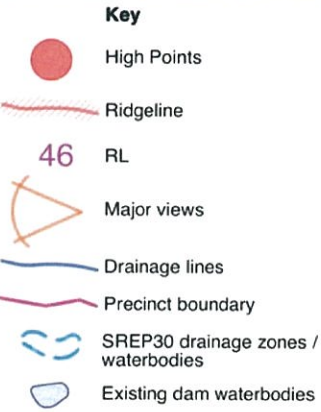 Key
High Points
Ridgeline
46 RL
Major views
Drainage lines
Precinct boundary
SREP30 drainage zones /
waterbodies
Existing dam waterbodies